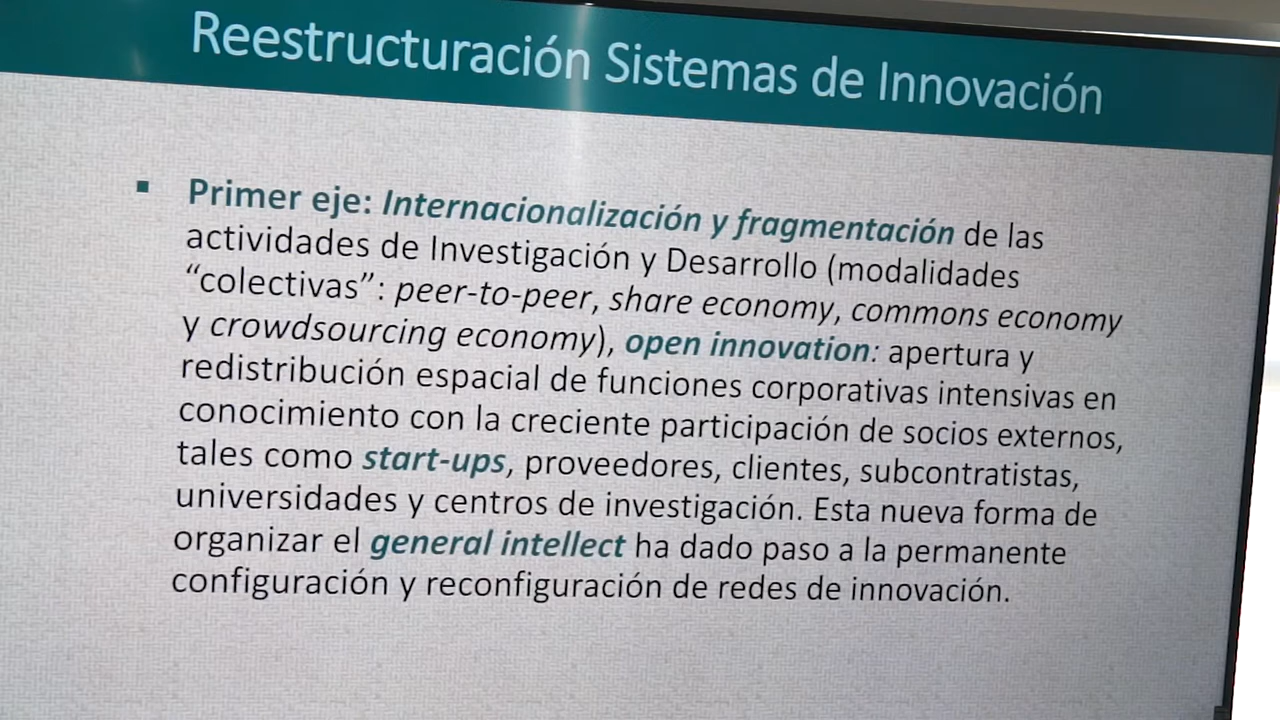 Reestructuración Sistemas de Innovación
▪ Primer eje: Internacionalización y fragmentación de las
actividades de Investigación y Desarrollo (modalidades
“colectivas”: peer-to-peer, share economy, commons economy
y crowdsourcing economy), open innovation: apertura y
redistribución espacial de funciones corporativas intensivas en
conocimiento con la creciente participación de socios externos,
tales como start-ups, proveedores, clientes, subcontratistas,
universidades y centros de investigación. Esta nueva forma de
organizar el general intellect ha dado paso a la permanente
configuración y reconfiguración de redes de innovación.